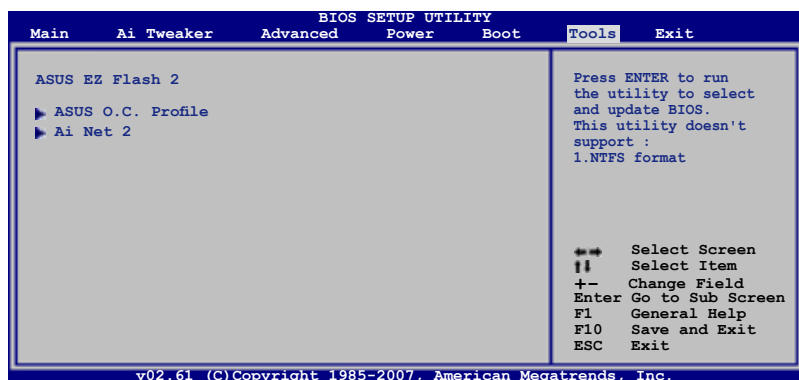 BIOS SETUP UTILITY
Main Ai Tweaker Advanced Power Boot Tools Exit
ASUS EZ Flash 2
ASUS O.C. Profile
Ai Net 2
Press ENTER to run
the utility to select
and update BIOS.
This utility doesn't
support :
1.NTFS format
Select Screen
Select Item
+- Change Field
Enter Go to Sub Screen
F1 General Help
F10 Save and Exit
ESC Exit
v02.61 (C)Copyright 1985-2007, American Megatrends, Inc.